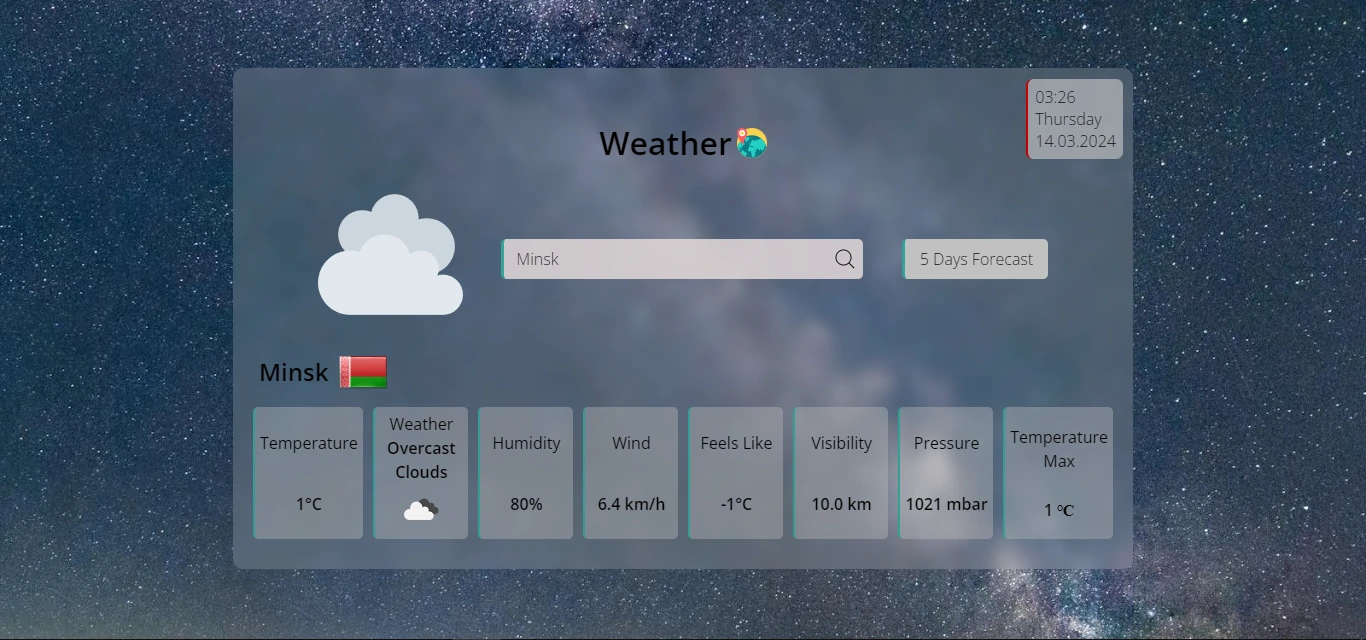 03:26
Thursday
14.03.2024
Weather
Minsk
5 Days Forecast
Minsk
Temperature
1°C
Weather
Overcast
Clouds
Humidity
80%
Wind
6.4 km/h
Feels Like
-1°C
Visibility
10.0 km
Pressure
1021 mbar
Temperature
Max
1 ℃